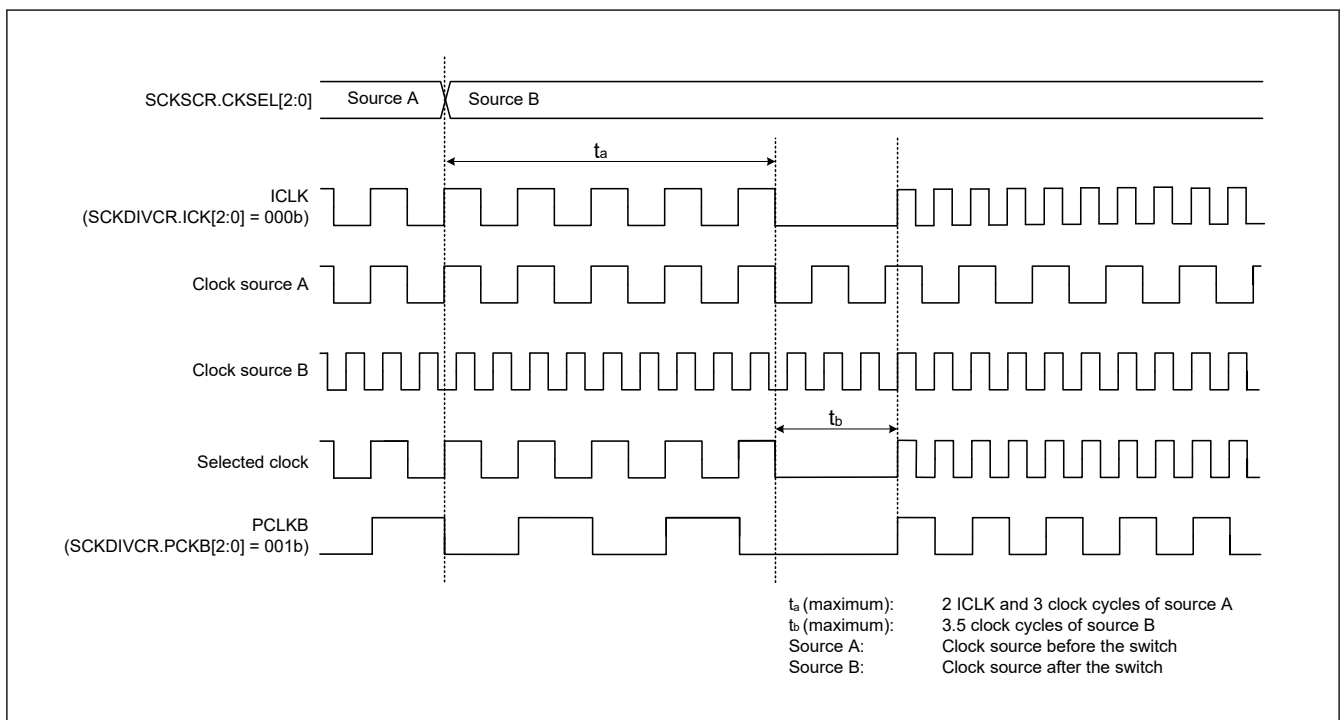 SCKSCR.CKSEL[2:0]
Source A
Source B
ta
ICLK
(SCKDIVCR.ICK[2:0] = 000b)
Clock source A
Clock source B
tb
Selected clock
PCLKB
(SCKDIVCR.PCKB[2:0] = 001b)
ta (maximum): 2 ICLK and 3 clock cycles of source A
tb (maximum): 3.5 clock cycles of source B
Source A: Clock source before the switch
Source B: Clock source after the switch